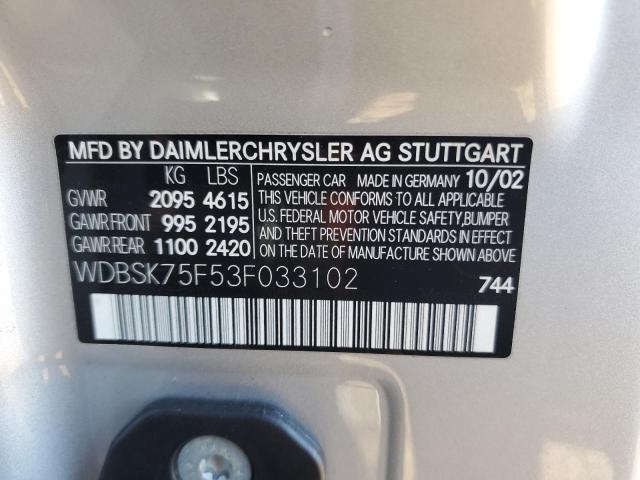 MFD BY DAIMLERCHRYSLER AG STUTTGART
KG LBS
GVWR 2095 4615
GAWR FRONT 995 2195
GAWR REAR 1100 2420
PASSENGER CAR MADE IN GERMANY 10/02
THIS VEHICLE CONFORMS TO ALL APPLICABLE
U.S. FEDERAL MOTOR VEHICLE SAFETY,BUMPER
AND THEFT PREVENTION STANDARDS IN EFFECT
ON THE DATE OF MANUFACTURE SHOWN ABOVE.
WDBSK75F53F033102
744